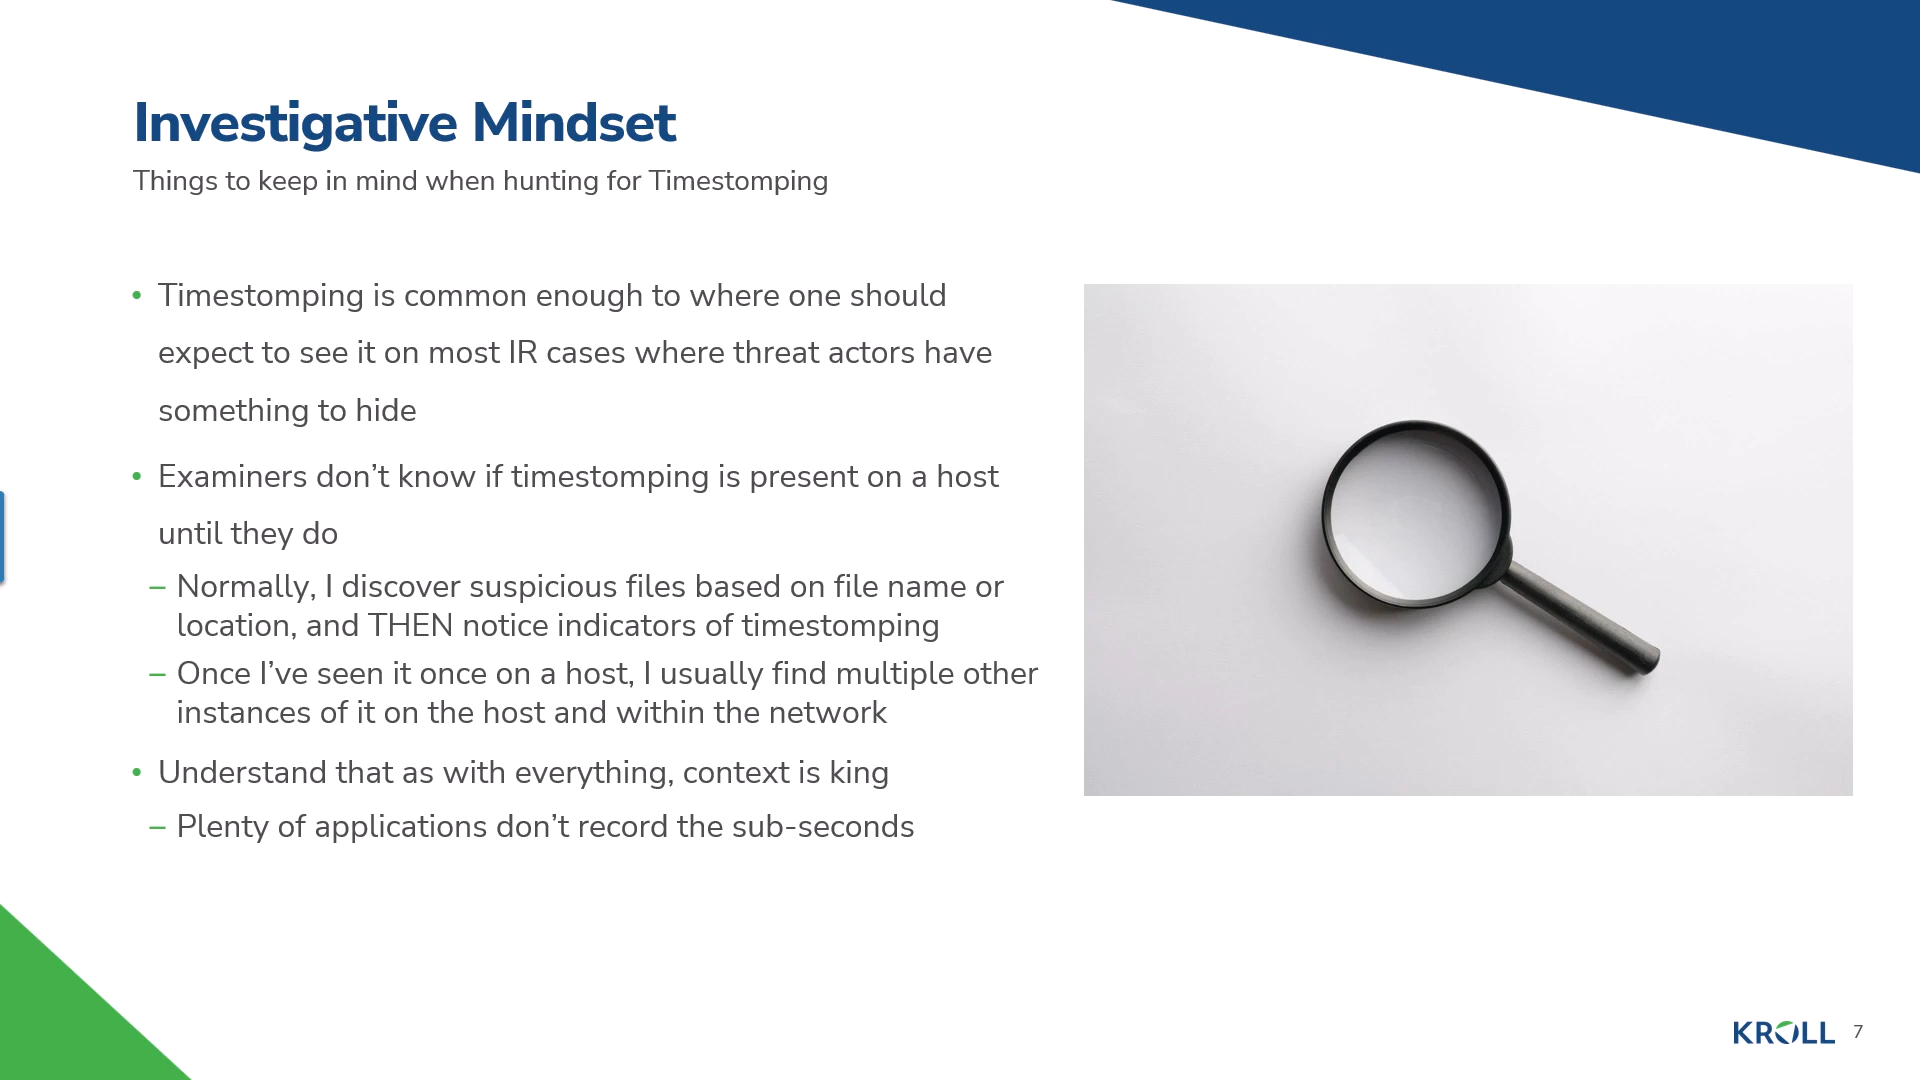 Investigative Mindset
Things to keep in mind when hunting for Timestomping
• Timestomping is common enough to where one should
expect to see it on most IR cases where threat actors have
something to hide
• Examiners don’t know if timestomping is present on a host
until they do
– Normally, I discover suspicious files based on file name or
location, and THEN notice indicators of timestomping
– Once I’ve seen it once on a host, I usually find multiple other
instances of it on the host and within the network
• Understand that as with everything, context is king
– Plenty of applications don’t record the sub-seconds
KROLL 7